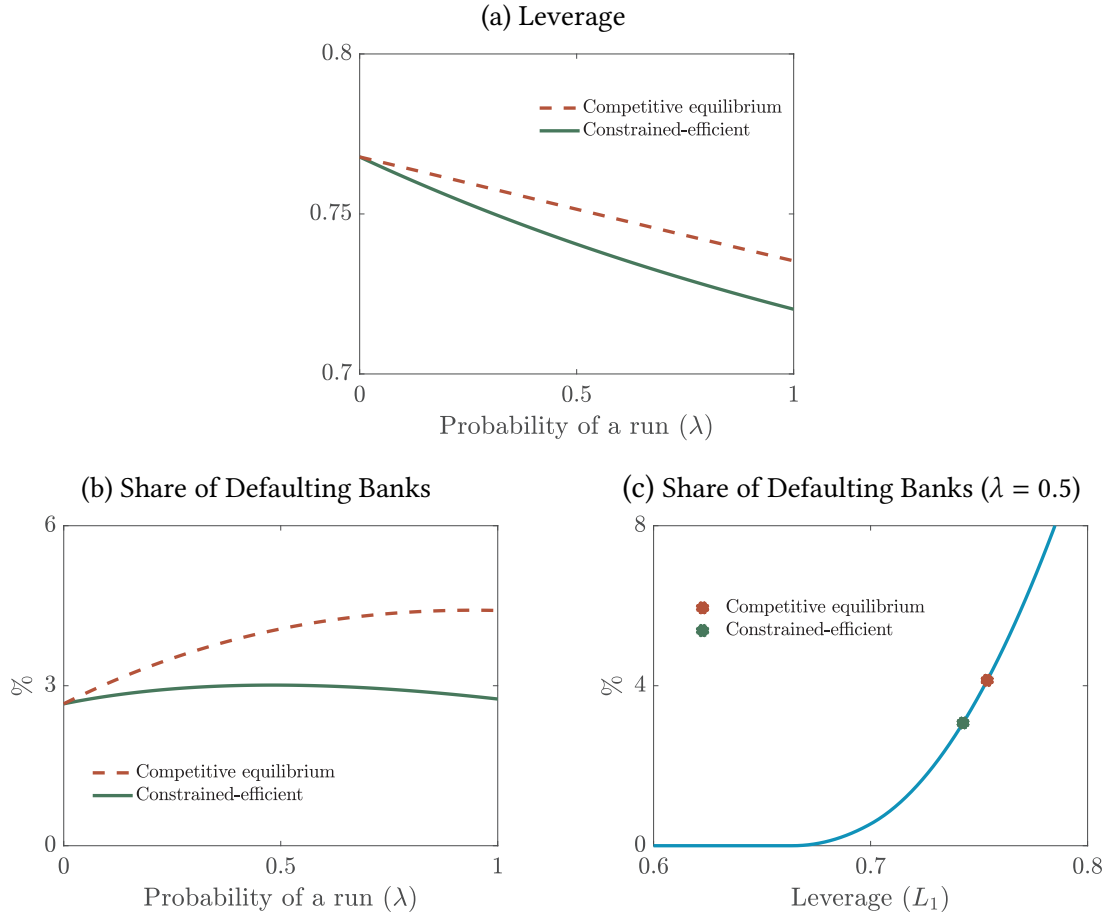 (a) Leverage
0.8
Competitive equilibrium
Constrained-efficient
0.75
0.7
0
0.5
1
Probability of a run (λ)
(b) Share of Defaulting Banks
6
%
3
Competitive equilibrium
Constrained-efficient
0
0
0.5
1
Probability of a run (λ)
(c) Share of Defaulting Banks (λ = 0.5)
8
Competitive equilibrium
Constrained-efficient
%
4
0
0.6
0.7
0.8
Leverage (L₁)